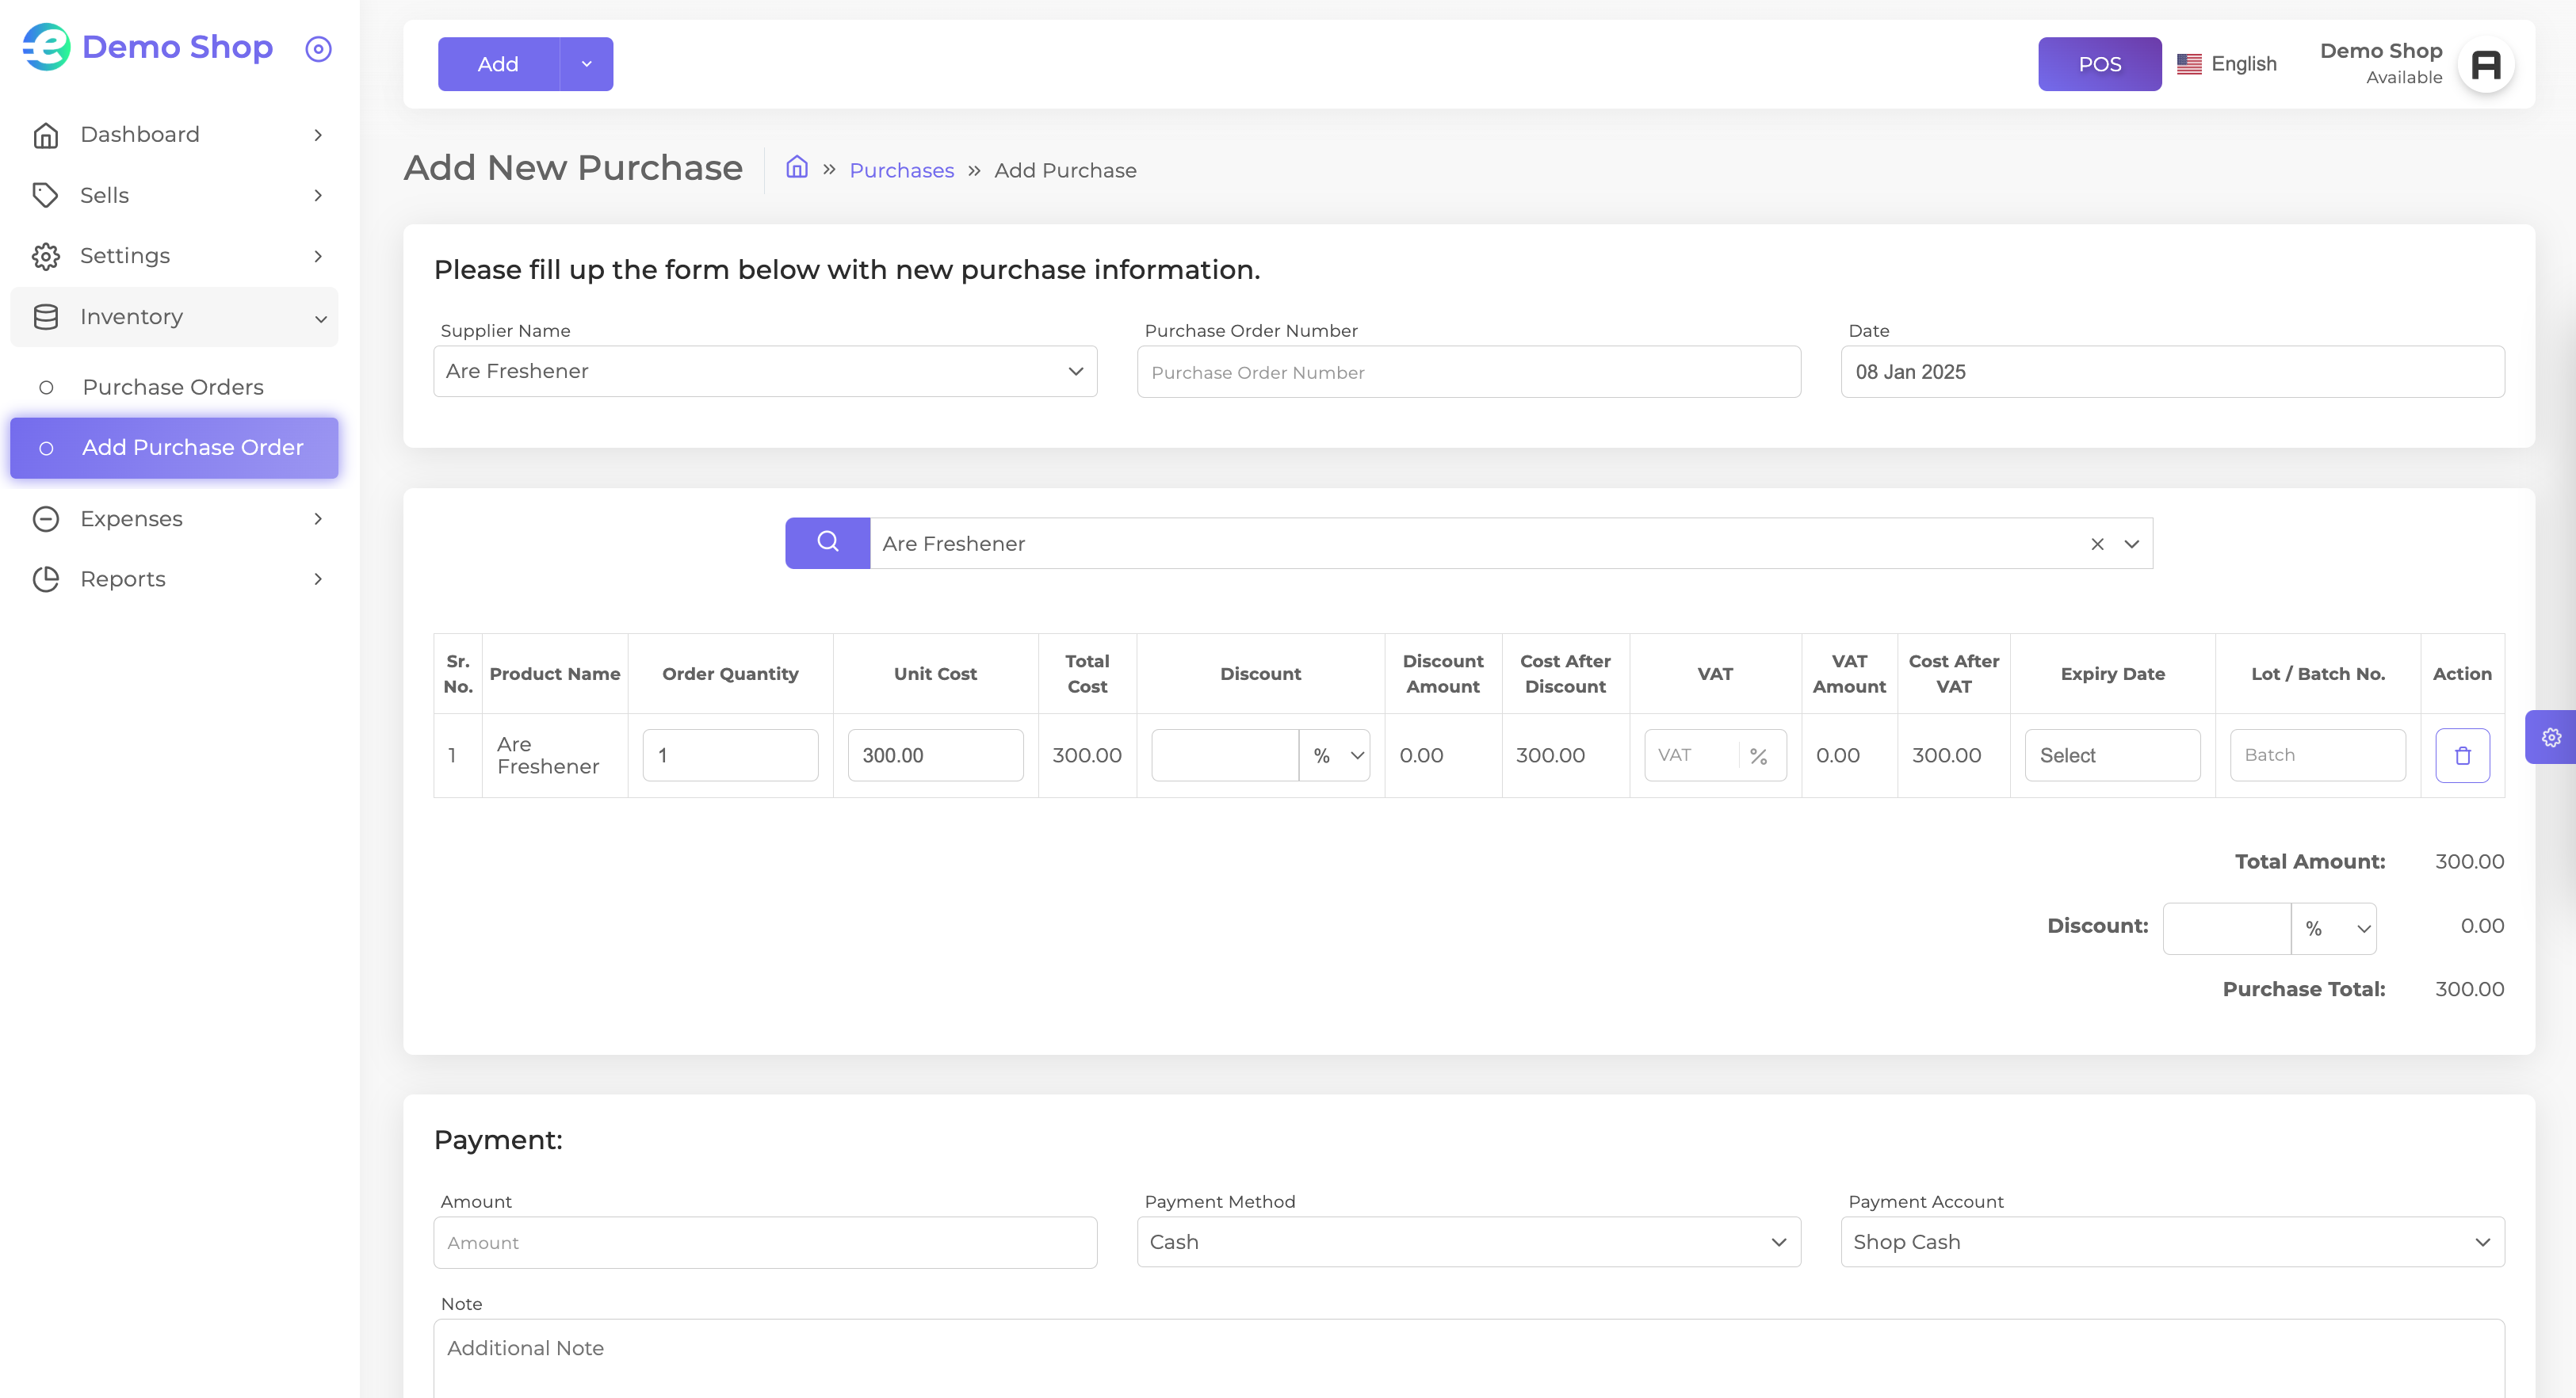 Demo Shop
Dashboard
Sells
Settings
Inventory
Purchase Orders
Add Purchase Order
Expenses
Reports
Add
POS
English
Demo Shop
Available
Add New Purchase
Purchases » Add Purchase
Please fill up the form below with new purchase information.
Supplier Name
Are Freshener
Purchase Order Number
Purchase Order Number
Date
08 Jan 2025
Are Freshener
Sr. No.
Product Name
Order Quantity
Unit Cost
Total Cost
Discount
Discount Amount
Cost After Discount
VAT
VAT Amount
Cost After VAT
Expiry Date
Lot / Batch No.
Action
1
Are Freshener
1
300.00
300.00
%
0.00
300.00
VAT %
0.00
300.00
Select
Batch
Total Amount: 300.00
Discount: % 0.00
Purchase Total: 300.00
Payment:
Amount
Amount
Payment Method
Cash
Payment Account
Shop Cash
Note
Additional Note